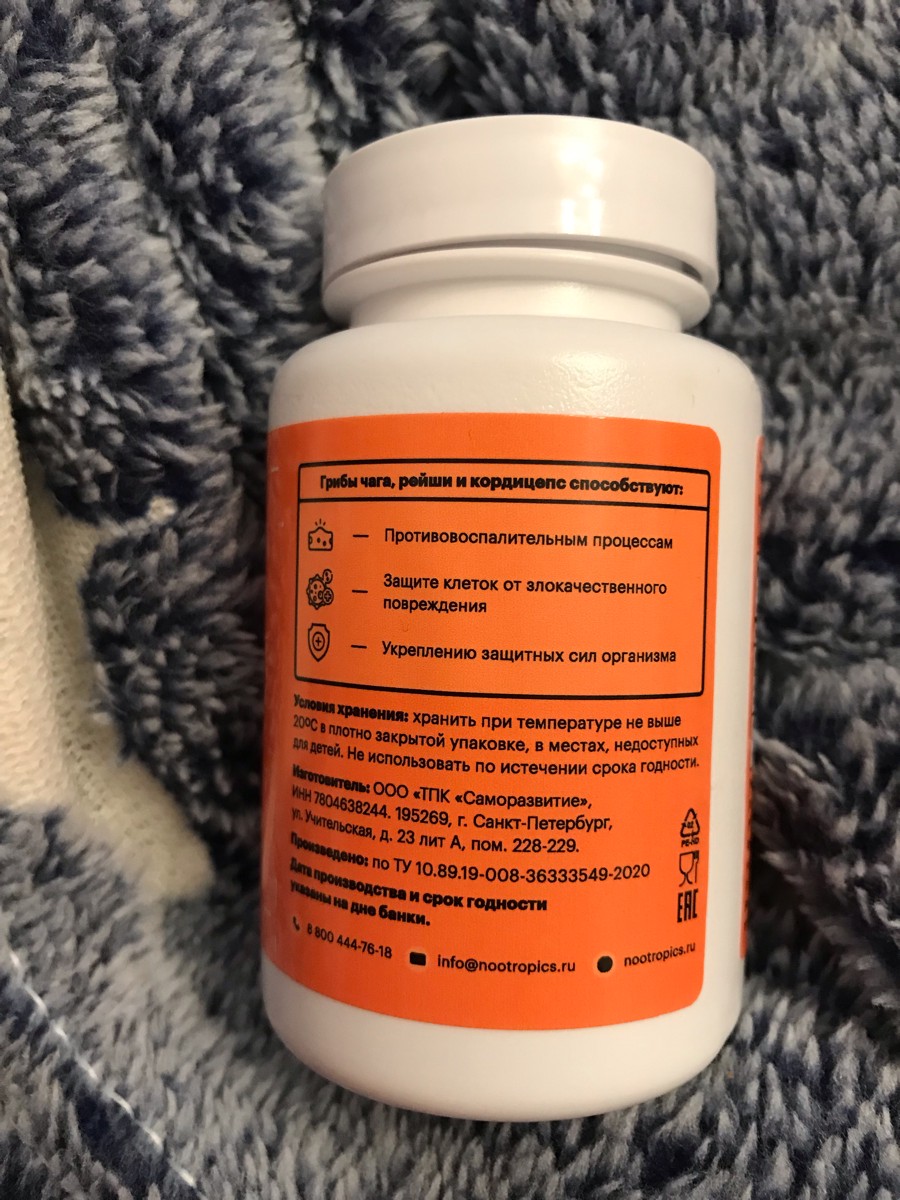 Грибы чага, рейши и кордицепс способствуют:
— Противовоспалительным процессам
— Защите клеток от злокачественного
повреждения
— Укреплению защитных сил организма
Условия хранения: хранить при температуре не выше
20ºС в плотно закрытой упаковке, в местах, недоступных
для детей. Не использовать по истечении срока годности.
Изготовитель: ООО «ТПК «Саморазвитие»,
ИНН 7804638244. 195269, г. Санкт-Петербург,
ул. Учительская, д. 23 лит А, пом. 228-229.
Произведено: по ТУ 10.89.19-008-36333549-2020
Дата производства и срок годности
указаны на дне банки.
8 800 444-76-18 info@nootropics.ru nootropics.ru
EAC